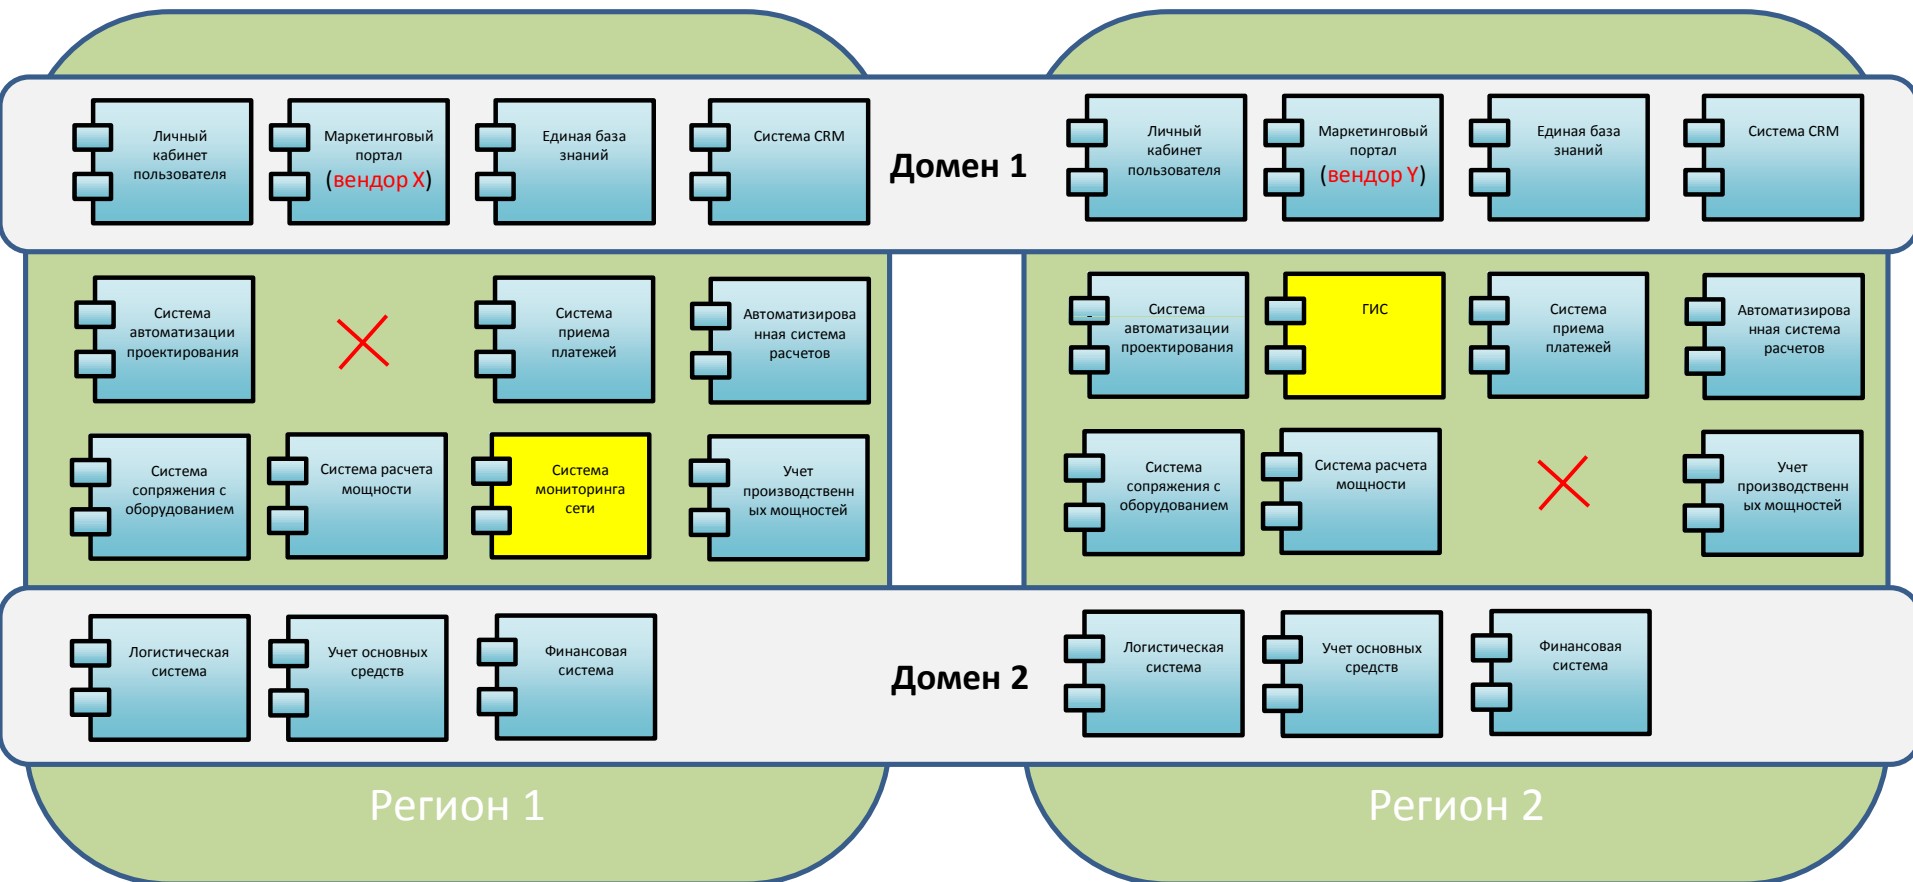 Личный
кабинет
пользователя
Маркетинговый
портал
(вендор X)
Единая база
знаний
Система CRM
Домен 1
Личный
кабинет
пользователя
Маркетинговый
портал
(вендор Y)
Единая база
знаний
Система CRM
Система
автоматизации
проектирования
Система
приема
платежей
Автоматизирова
нная система
расчетов
Система
автоматизации
проектирования
ГИС
Система
приема
платежей
Автоматизирова
нная система
расчетов
Система
сопряжения с
оборудованием
Система расчета
мощности
Система
мониторинга
сети
Учет
производственн
ых мощностей
Система
сопряжения с
оборудованием
Система расчета
мощности
Учет
производственн
ых мощностей
Логистическая
система
Учет основных
средств
Финансовая
система
Домен 2
Логистическая
система
Учет основных
средств
Финансовая
система
Регион 1
Регион 2